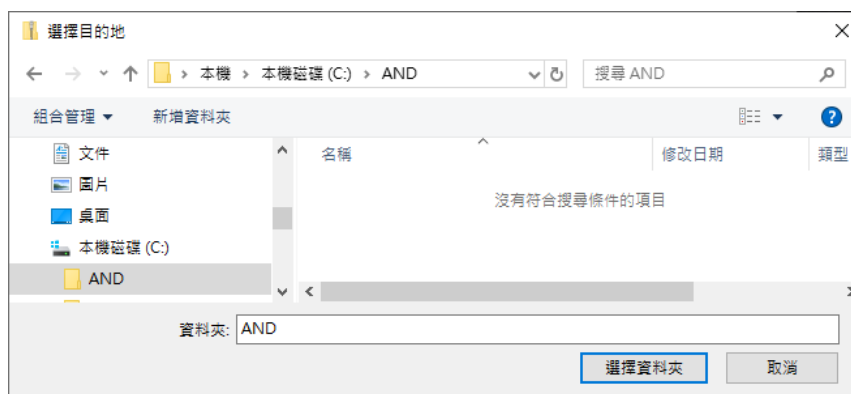 選擇目的地
本機 › 本機磁碟 (C:) › AND
搜尋 AND
組合管理 新增資料夾
名稱 修改日期 類型
文件
圖片
桌面
本機磁碟 (C:)
AND
沒有符合搜尋條件的項目
資料夾: AND
選擇資料夾 取消